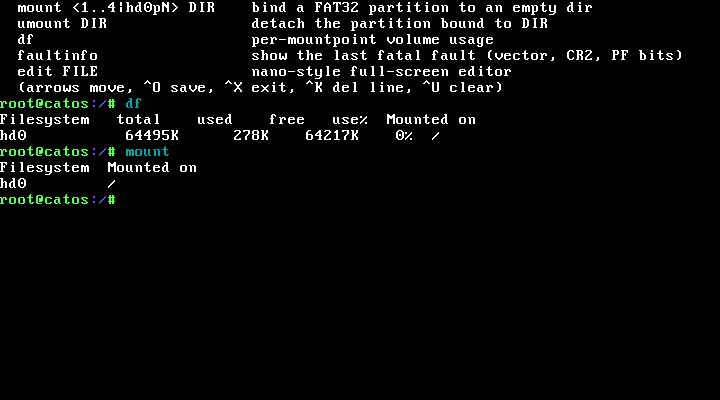 mount <1..4|hd0pN> DIR    bind a FAT32 partition to an empty dir
umount DIR                detach the partition bound to DIR
df                        per-mountpoint volume usage
faultinfo                 show the last fatal fault (vector, CR2, PF bits)
edit FILE                 nano-style full-screen editor
(arrows move, ^O save, ^X exit, ^K del line, ^U clear)
root@catos:/# df
Filesystem   total    used    free   use%  Mounted on
hd0           64495K      278K    64217K    0%  /
root@catos:/# mount
Filesystem  Mounted on
hd0         /
root@catos:/#